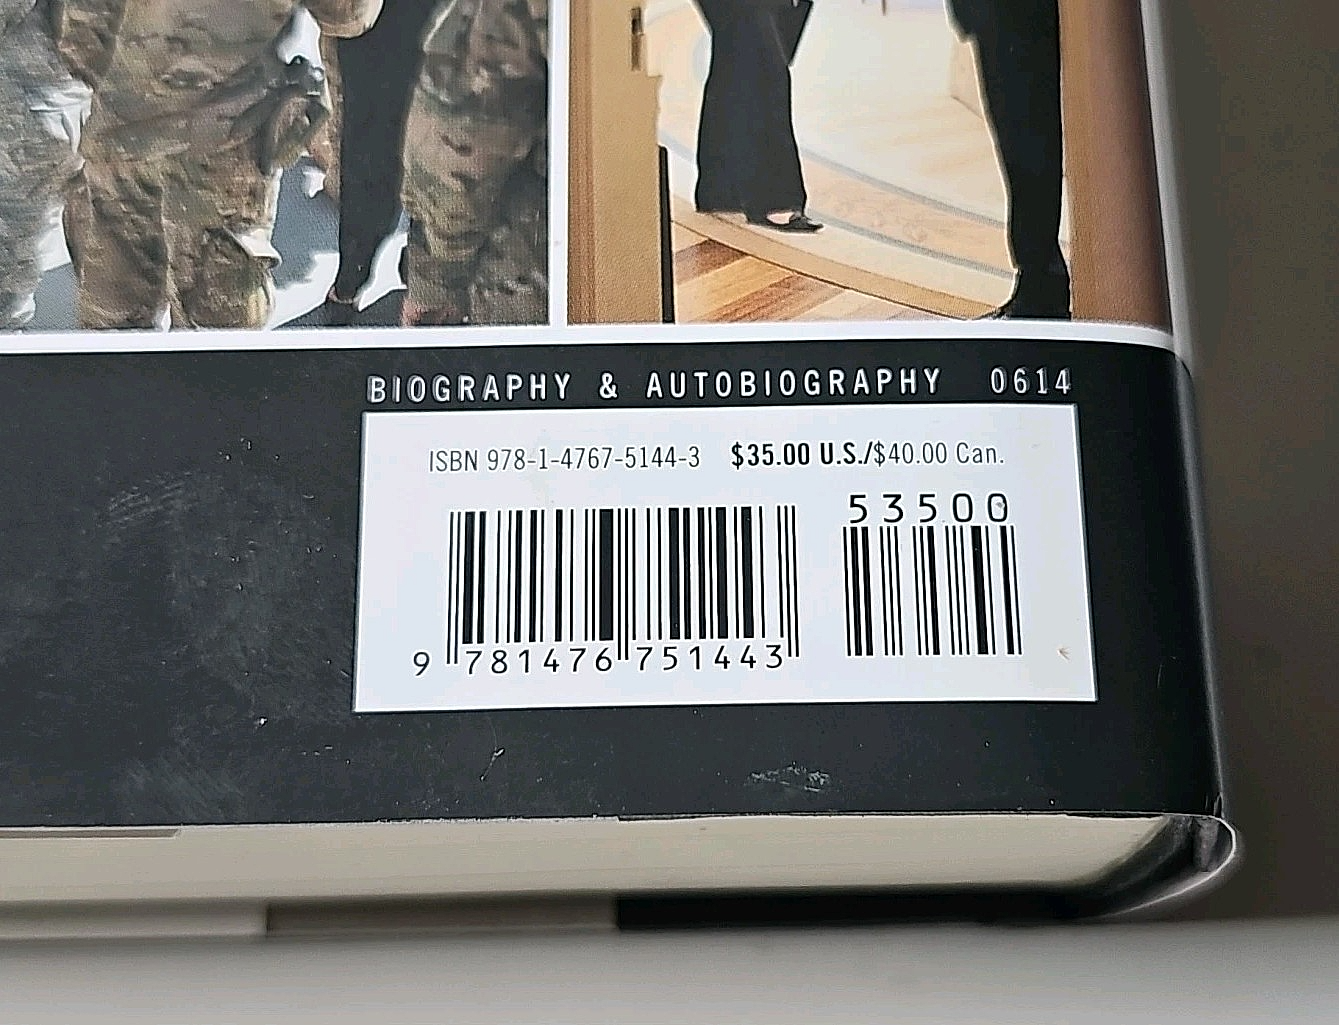 BIOGRAPHY & AUTOBIOGRAPHY 0614
ISBN 978-1-4767-5144-3 $35.00 U.S./$40.00 Can.
53500
9 781476 751443